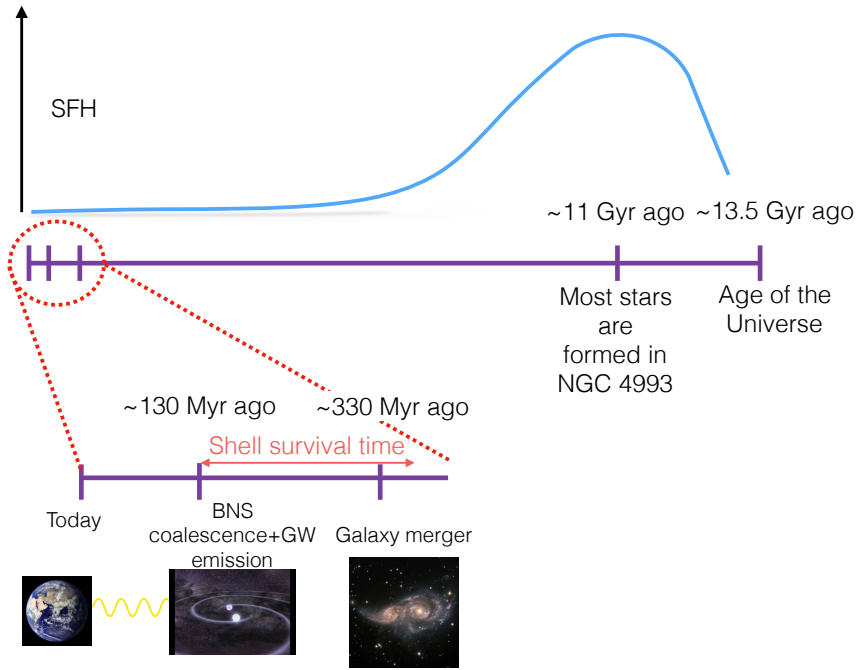 SFH
~11 Gyr ago
~13.5 Gyr ago
Most stars
are
formed in
NGC 4993
Age of the
Universe
~130 Myr ago
~330 Myr ago
Shell survival time
Today
BNS
coalescence+GW
emission
Galaxy merger